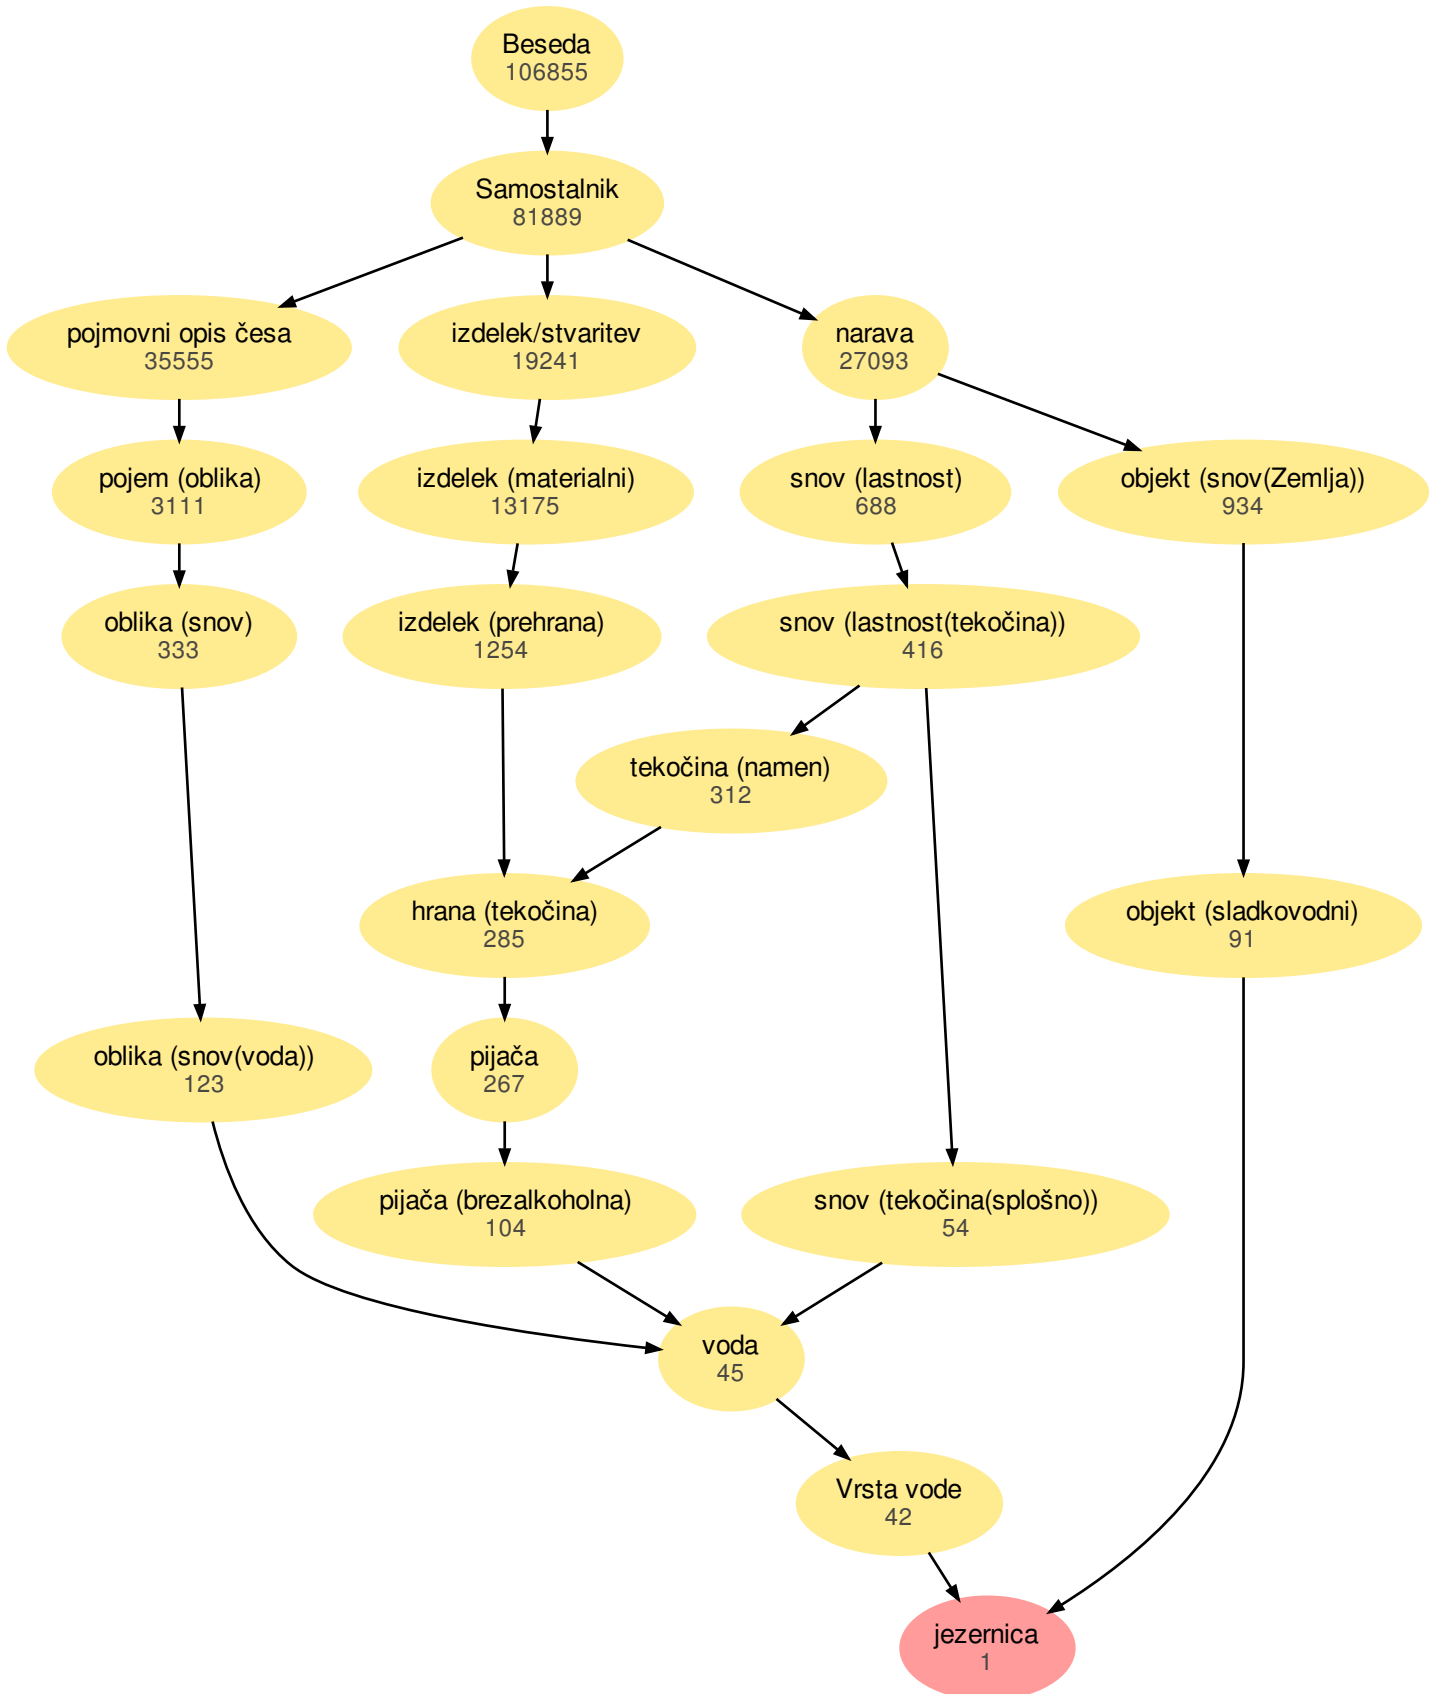 Beseda
106855
Samostalnik
81889
pojmovni opis česa
35555
izdelek/stvaritev
19241
narava
27093
pojem (oblika)
3111
izdelek (materialni)
13175
snov (lastnost)
688
objekt (snov(Zemlja))
934
oblika (snov)
333
izdelek (prehrana)
1254
snov (lastnost(tekočina))
416
tekočina (namen)
312
hrana (tekočina)
285
objekt (sladkovodni)
91
oblika (snov(voda))
123
pijača
267
pijača (brezalkoholna)
104
snov (tekočina(splošno))
54
voda
45
Vrsta vode
42
jezernica
1